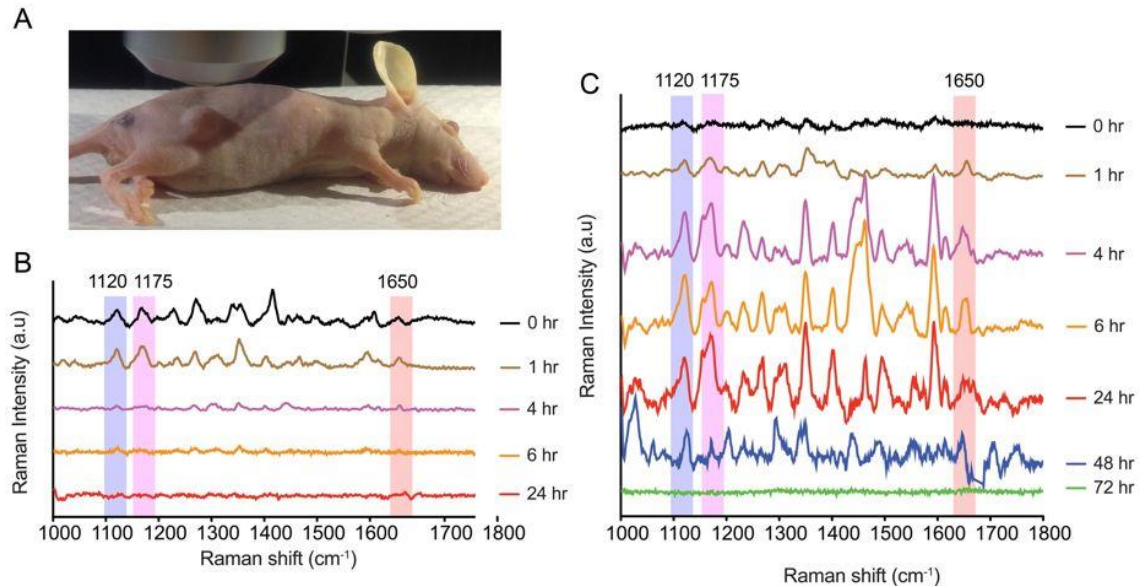 A
B
1120 1175 1650
Raman Intensity (a.u)
0 hr
1 hr
4 hr
6 hr
24 hr
1000 1100 1200 1300 1400 1500 1600 1800
Raman shift (cm⁻¹)
C
1120 1175 1650
Raman Intensity (a.u)
0 hr
1 hr
4 hr
6 hr
24 hr
48 hr
72 hr
1000 1100 1200 1300 1400 1500 1600 1700 1800
Raman shift (cm⁻¹)